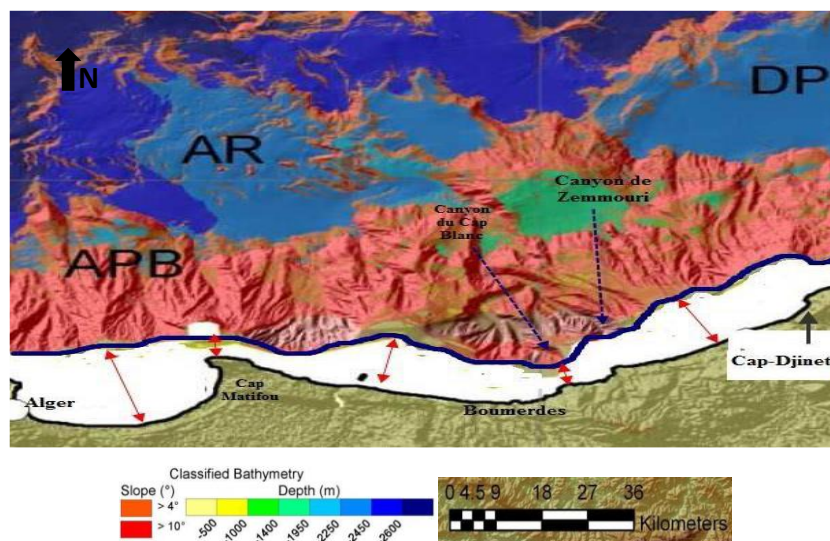 N
DP
AR
Canyon de
Zemmouri
Canyon
du Cap
Blanc
APB
Cap-Djinet
Alger
Cap
Matifou
Boumerdes
Classified Bathymetry
Slope (°) Depth (m)
> 4°
> 10°
-500 -1000 -1400 -1950 2250 2450 2600
0 4.5 9 18 27 36
Kilometers